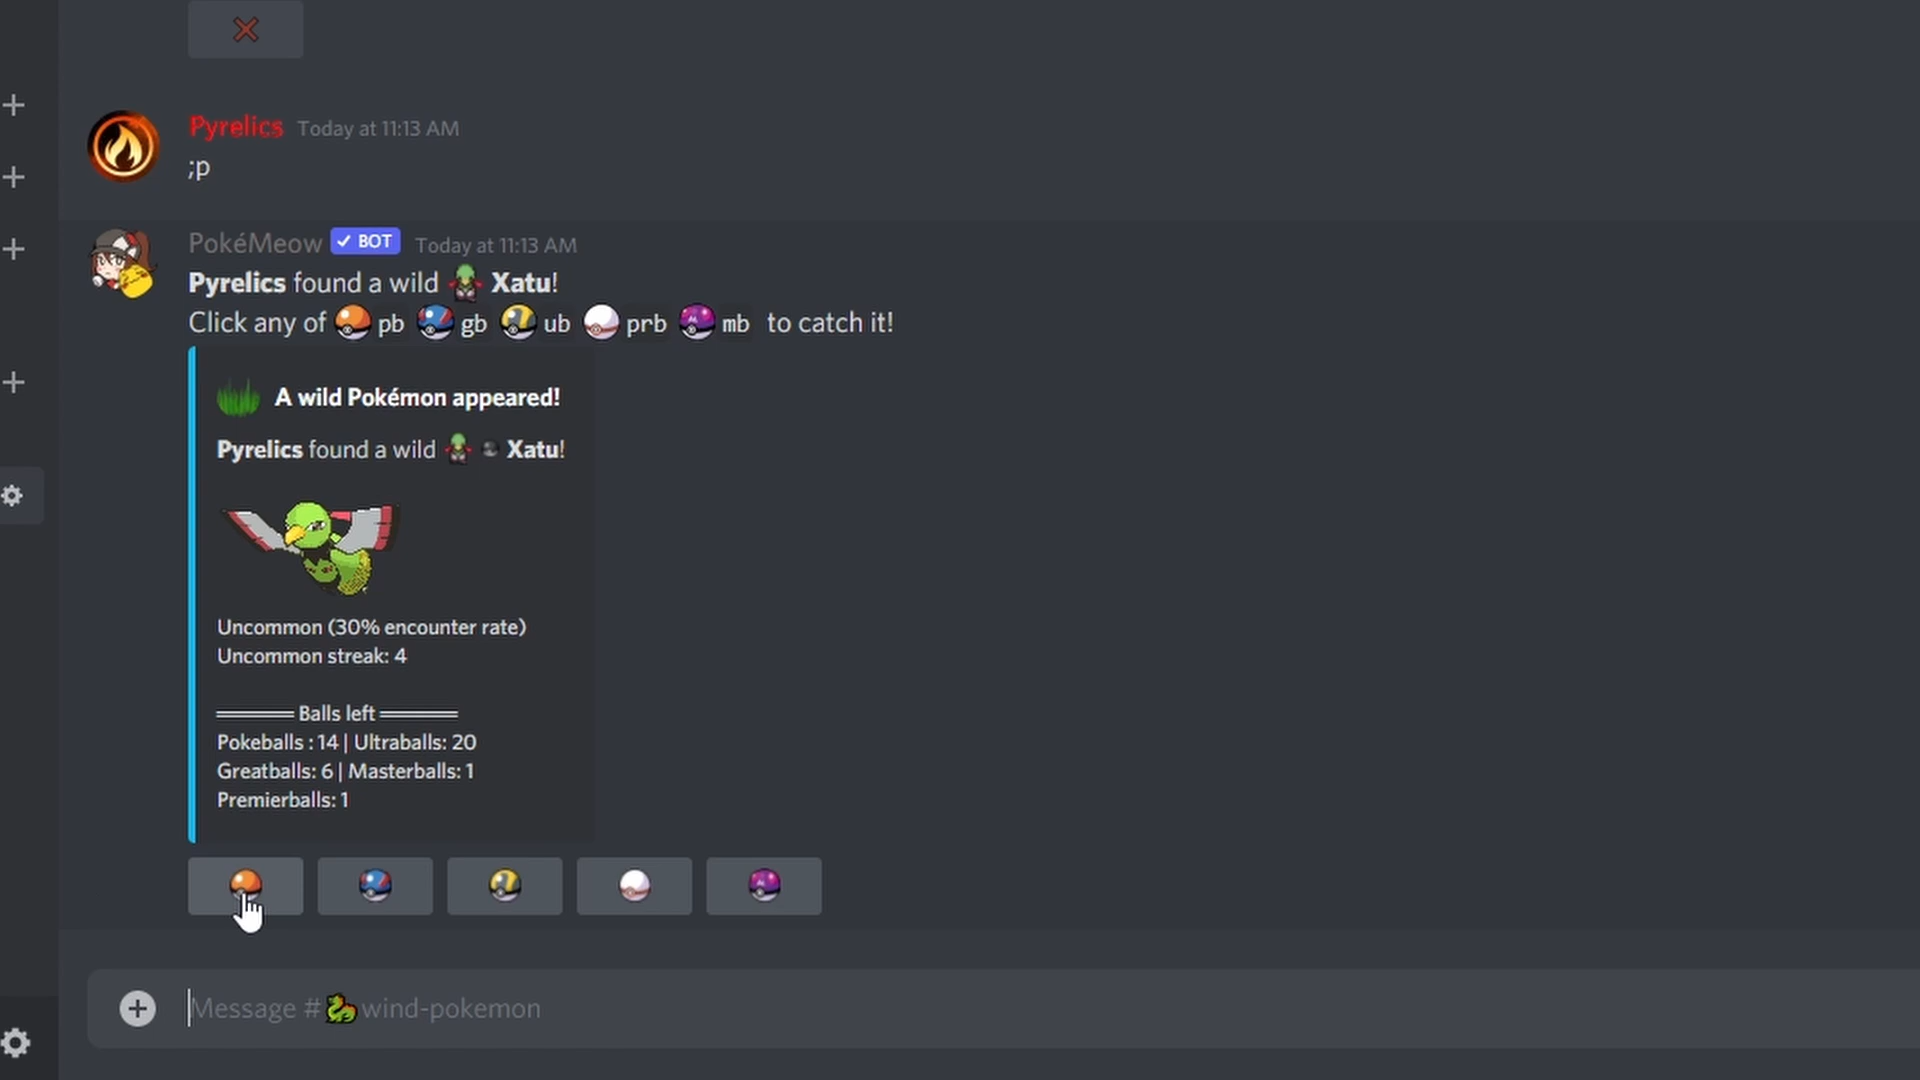 Pyrelics Today at 11:13 AM
;p
PokéMeow ✓ BOT Today at 11:13 AM
Pyrelics found a wild Xatu!
Click any of pb gb ub prb mb to catch it!
A wild Pokémon appeared!
Pyrelics found a wild Xatu!
Uncommon (30% encounter rate)
Uncommon streak: 4
══════ Balls left ══════
Pokeballs : 14 | Ultraballs: 20
Greatballs: 6 | Masterballs: 1
Premierballs: 1
Message # wind-pokemon